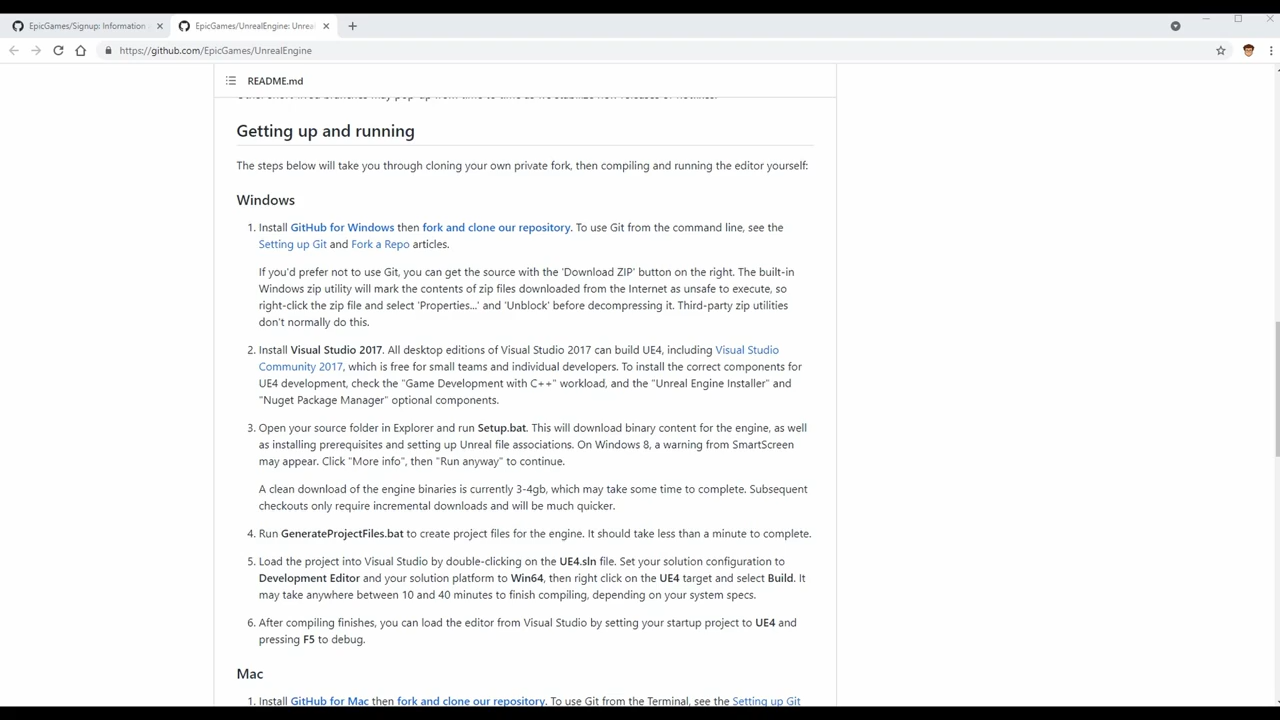 EpicGames/Signup: Information
EpicGames/UnrealEngine: Unrea
https://github.com/EpicGames/UnrealEngine
README.md
Other short-lived branches may pop-up from time to time as we stabilize new releases or hotfixes.
Getting up and running
The steps below will take you through cloning your own private fork, then compiling and running the editor yourself:
Windows
1. Install GitHub for Windows then fork and clone our repository. To use Git from the command line, see the
Setting up Git and Fork a Repo articles.
If you'd prefer not to use Git, you can get the source with the 'Download ZIP' button on the right. The built-in
Windows zip utility will mark the contents of zip files downloaded from the Internet as unsafe to execute, so
right-click the zip file and select 'Properties...' and 'Unblock' before decompressing it. Third-party zip utilities
don't normally do this.
2. Install Visual Studio 2017. All desktop editions of Visual Studio 2017 can build UE4, including Visual Studio
Community 2017, which is free for small teams and individual developers. To install the correct components for
UE4 development, check the "Game Development with C++" workload, and the "Unreal Engine Installer" and
"Nuget Package Manager" optional components.
3. Open your source folder in Explorer and run Setup.bat. This will download binary content for the engine, as well
as installing prerequisites and setting up Unreal file associations. On Windows 8, a warning from SmartScreen
may appear. Click "More info", then "Run anyway" to continue.
A clean download of the engine binaries is currently 3-4gb, which may take some time to complete. Subsequent
checkouts only require incremental downloads and will be much quicker.
4. Run GenerateProjectFiles.bat to create project files for the engine. It should take less than a minute to complete.
5. Load the project into Visual Studio by double-clicking on the UE4.sln file. Set your solution configuration to
Development Editor and your solution platform to Win64, then right click on the UE4 target and select Build. It
may take anywhere between 10 and 40 minutes to finish compiling, depending on your system specs.
6. After compiling finishes, you can load the editor from Visual Studio by setting your startup project to UE4 and
pressing F5 to debug.
Mac
1. Install GitHub for Mac then fork and clone our repository. To use Git from the Terminal, see the Setting up Git